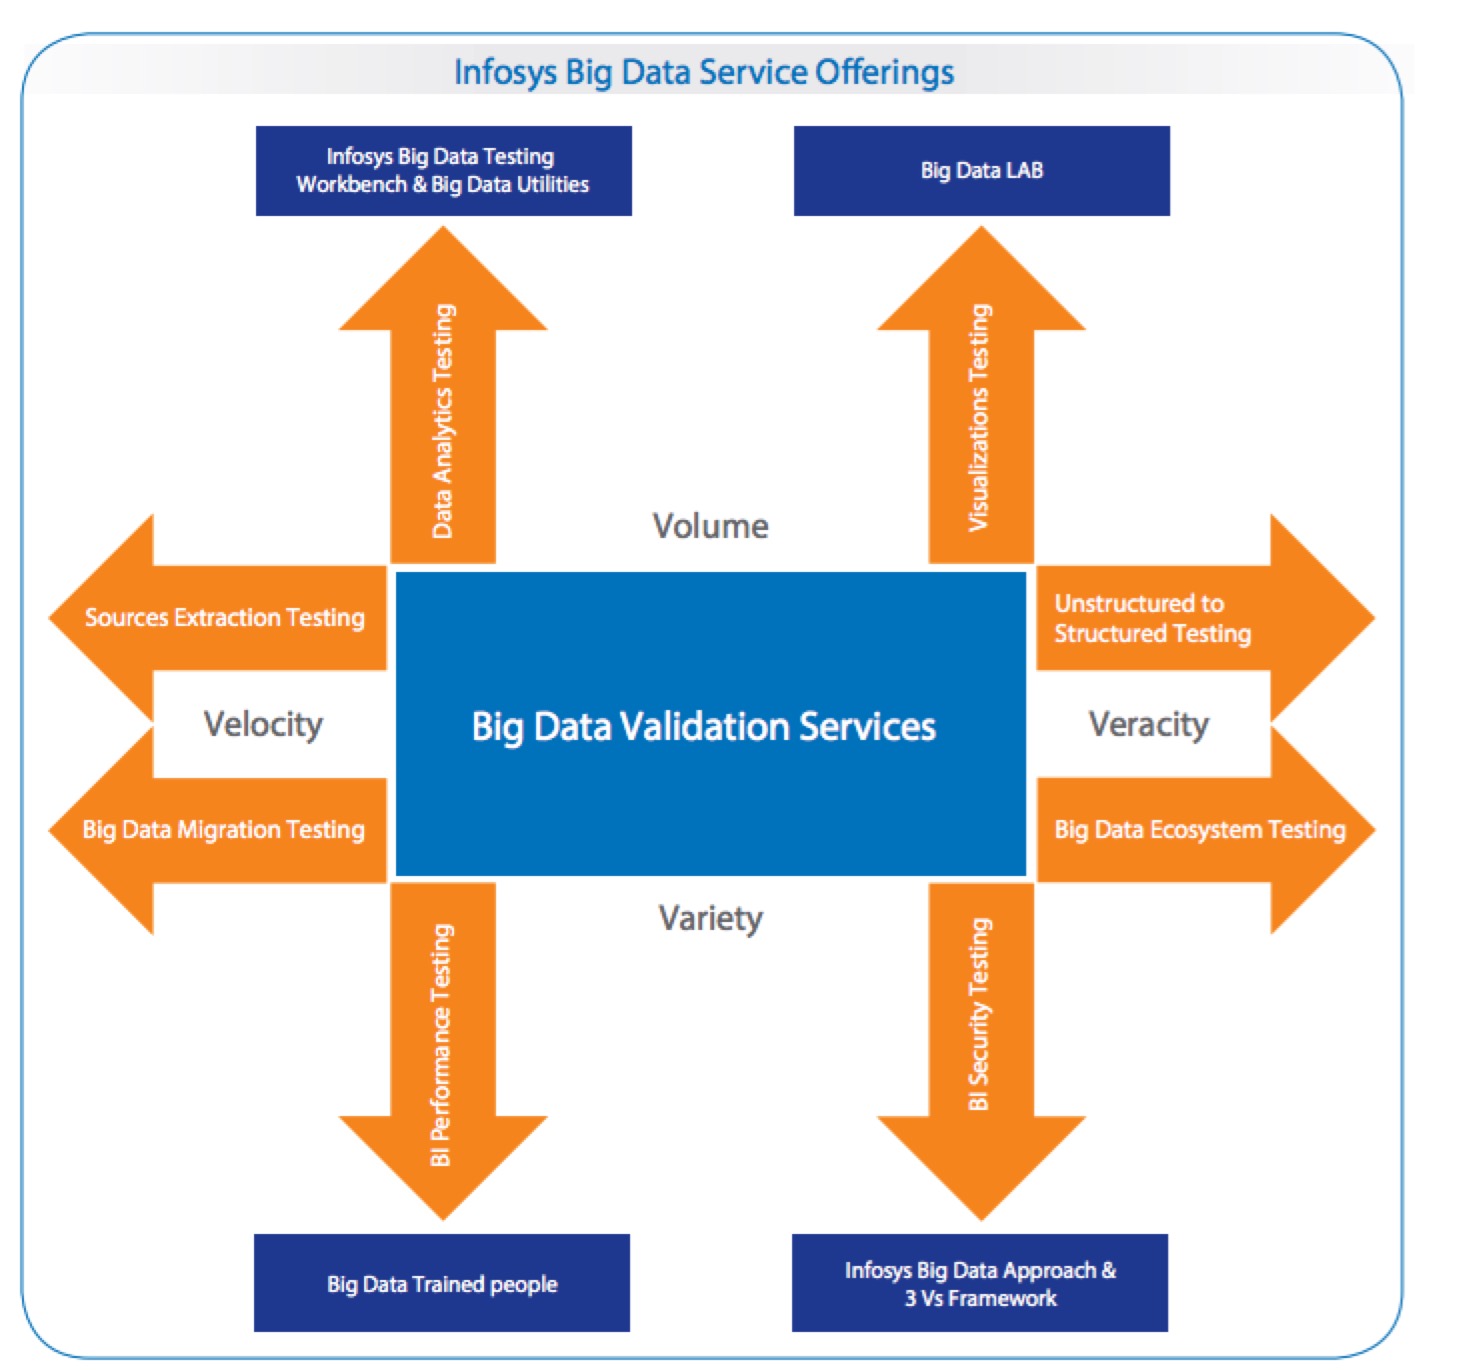 Infosys Big Data Service Offerings
Infosys Big Data Testing
Workbench & Big Data Utilities
Big Data LAB
Data Analytics Testing
Visualizations Testing
Volume
Sources Extraction Testing
Unstructured to
Structured Testing
Velocity
Big Data Validation Services
Veracity
Big Data Migration Testing
Big Data Ecosystem Testing
Variety
BI Performance Testing
BI Security Testing
Big Data Trained people
Infosys Big Data Approach &
3 Vs Framework